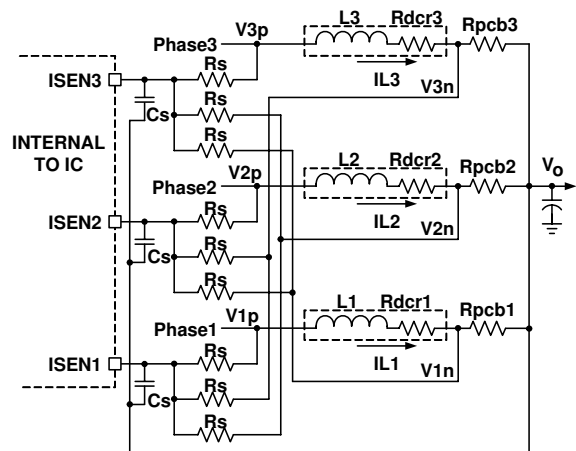 V3p
L3
Rdcr3
Rpcb3
Phase3
Rs
IL3
V3n
ISEN3
Rs
Cs
Rs
INTERNAL
TO IC
V2p
L2
Rdcr2
Rpcb2
Vo
Phase2
Rs
IL2
V2n
ISEN2
Rs
Cs
Rs
V1p
L1
Rdcr1
Rpcb1
Phase1
Rs
IL1
V1n
ISEN1
Rs
Cs
Rs